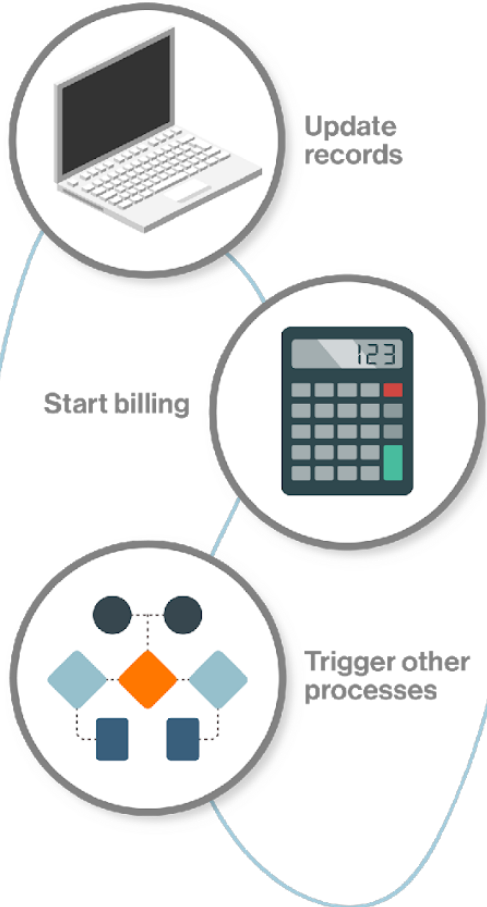 Update
records
123
Start billing
Trigger other
processes